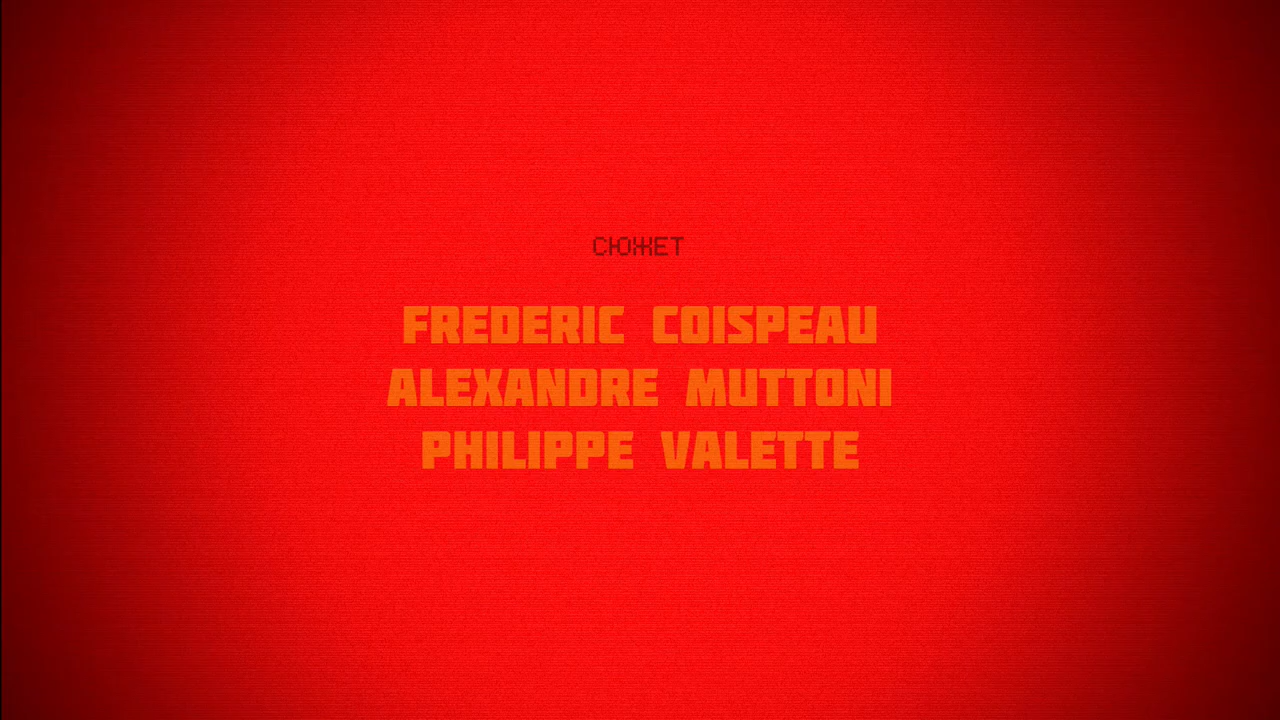 СЮЖЕТ
FREDERIC COISPEAU
ALEXANDRE MUTTONI
PHILIPPE VALETTE